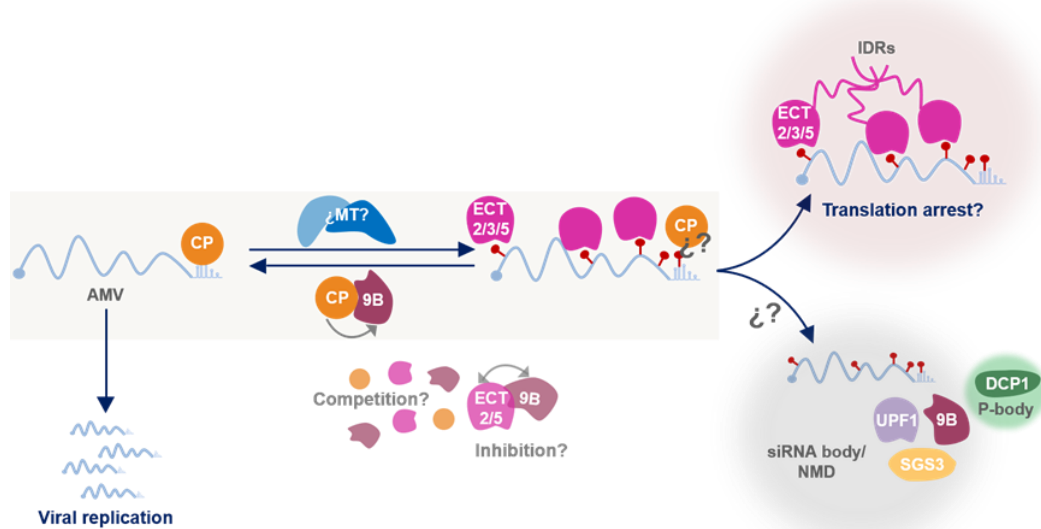 IDRs
ECT
2/3/5
Translation arrest?
¿MT?
ECT
2/3/5
CP
CP
¿?
AMV
CP
9B
¿?
Competition?
ECT
2/5
9B
Inhibition?
DCP1
P-body
UPF1
9B
siRNA body/
NMD
SGS3
Viral replication